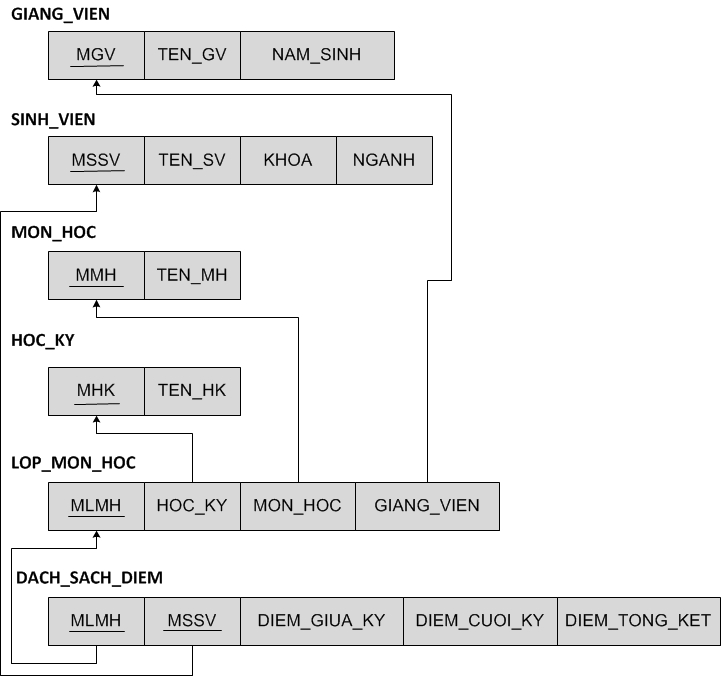 GIANG_VIEN
MGV TEN_GV NAM_SINH
SINH_VIEN
MSSV TEN_SV KHOA NGANH
MON_HOC
MMH TEN_MH
HOC_KY
MHK TEN_HK
LOP_MON_HOC
MLMH HOC_KY MON_HOC GIANG_VIEN
DACH_SACH_DIEM
MLMH MSSV DIEM_GIUA_KY DIEM_CUOI_KY DIEM_TONG_KET